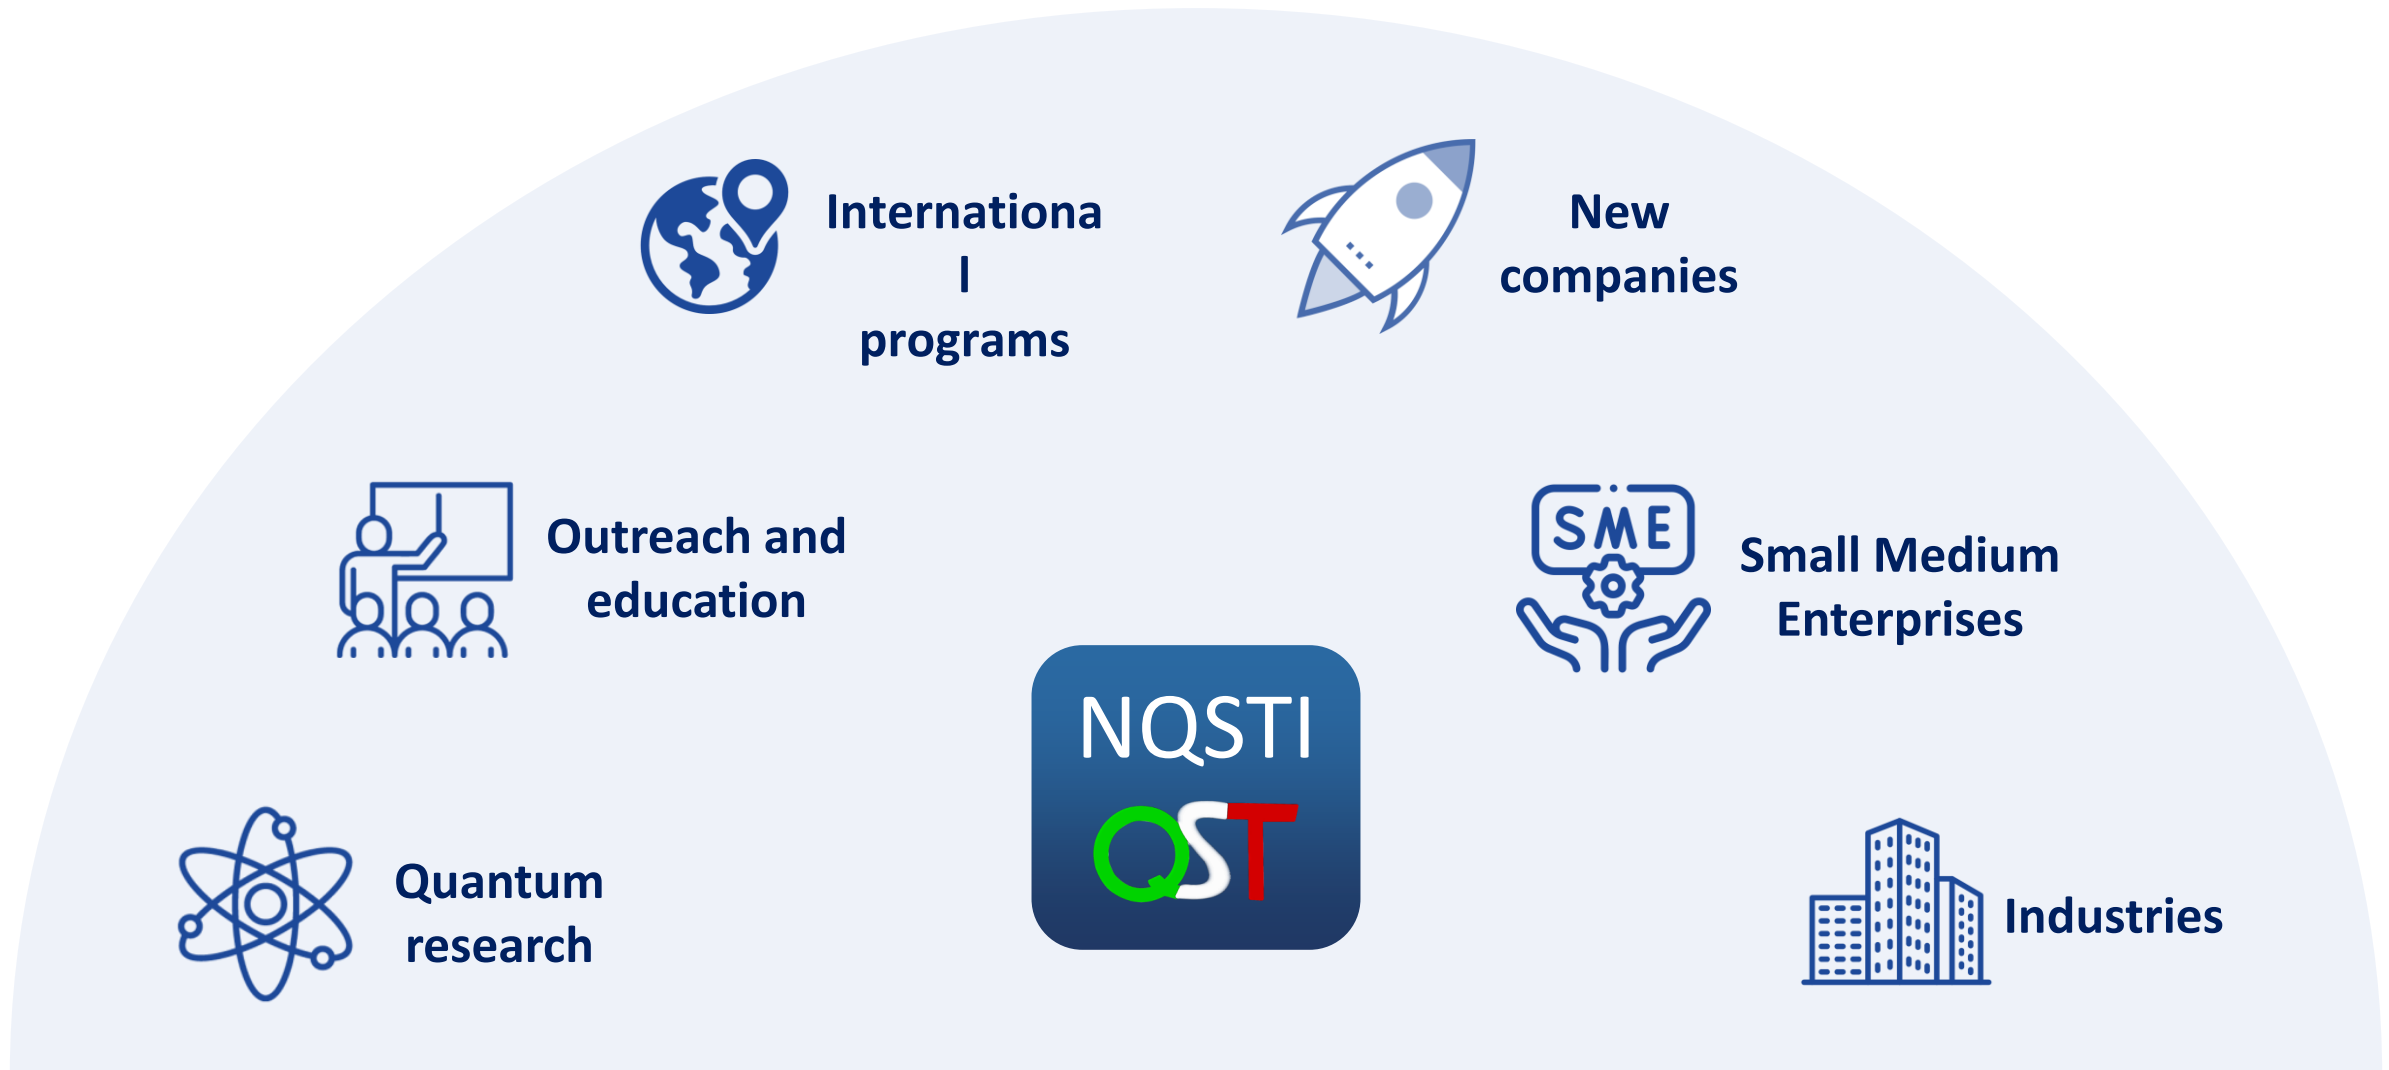 Internationa
l
programs
New
companies
Outreach and
education
SME
Small Medium
Enterprises
NQSTI
QST
Quantum
research
Industries